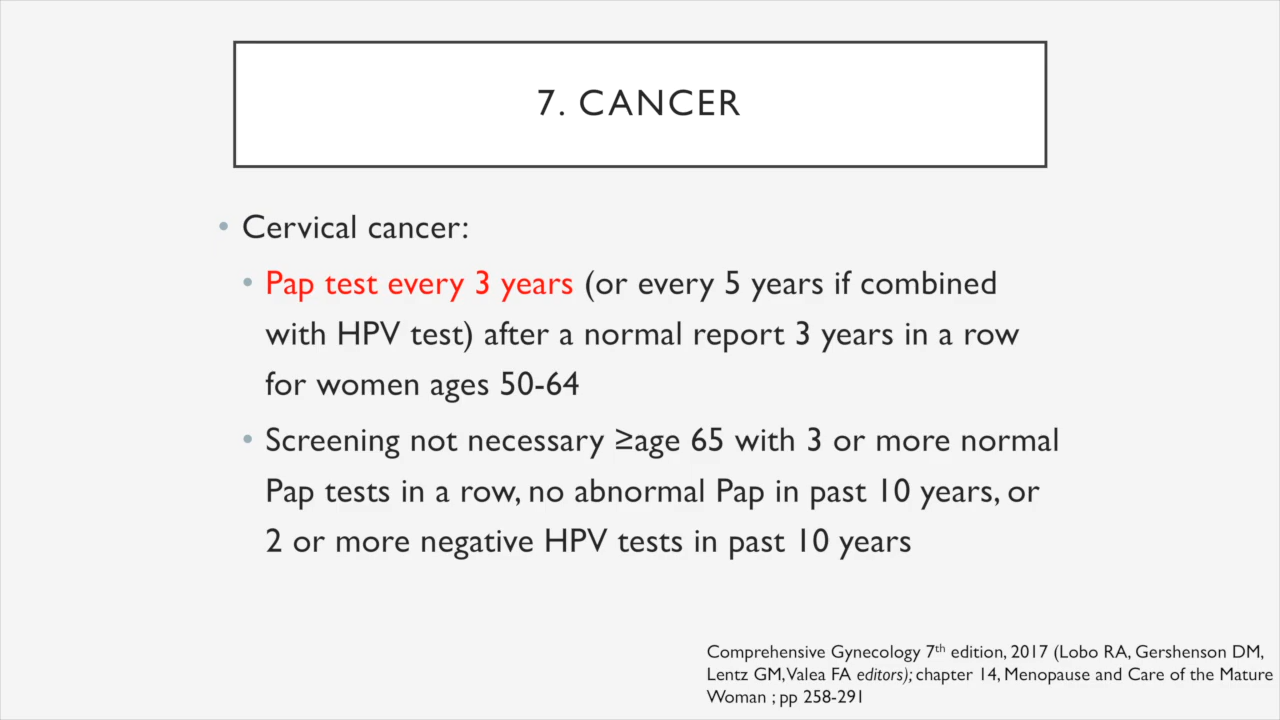 7. CANCER
• Cervical cancer:
• Pap test every 3 years (or every 5 years if combined
with HPV test) after a normal report 3 years in a row
for women ages 50-64
• Screening not necessary ≥age 65 with 3 or more normal
Pap tests in a row, no abnormal Pap in past 10 years, or
2 or more negative HPV tests in past 10 years
Comprehensive Gynecology 7th edition, 2017 (Lobo RA, Gershenson DM,
Lentz GM, Valea FA editors); chapter 14, Menopause and Care of the Mature
Woman ; pp 258-291